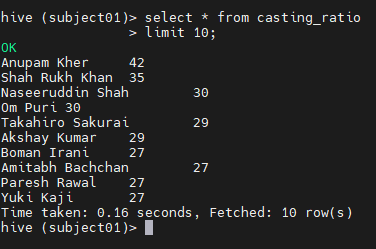 hive (subject01)> select * from casting_ratio
> limit 10;
OK
Anupam Kher 42
Shah Rukh Khan 35
Naseeruddin Shah 30
Om Puri 30
Takahiro Sakurai 29
Akshay Kumar 29
Boman Irani 27
Amitabh Bachchan 27
Paresh Rawal 27
Yuki Kaji 27
Time taken: 0.16 seconds, Fetched: 10 row(s)
hive (subject01)>